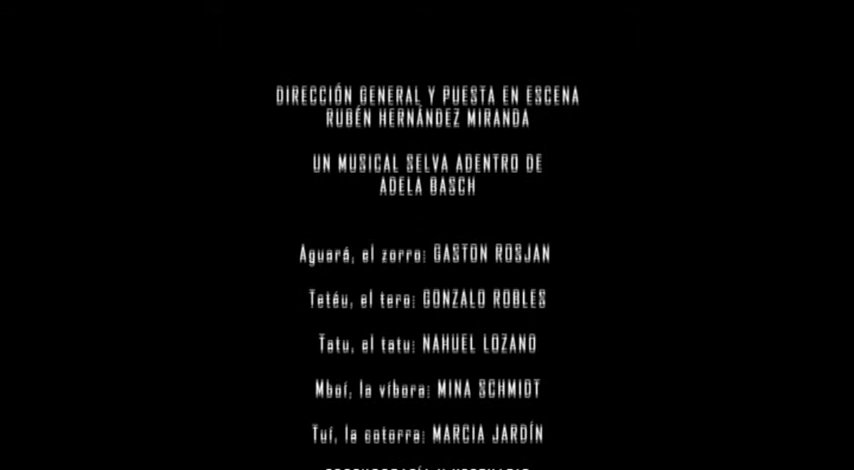 DIRECCIÓN GENERAL Y PUESTA EN ESCENA
RUBÉN HERNÁNDEZ MIRANDA
UN MUSICAL SELVA ADENTRO DE
ADELA BASCH
Aguará, el zorro: GASTON ROSJAN
Tetéu, el tero: GONZALO ROBLES
Tatu, el tatu: NAHUEL LOZANO
Mboí, la víbora: MINA SCHMIDT
Tuí, la cotorra: MARCIA JARDÍN